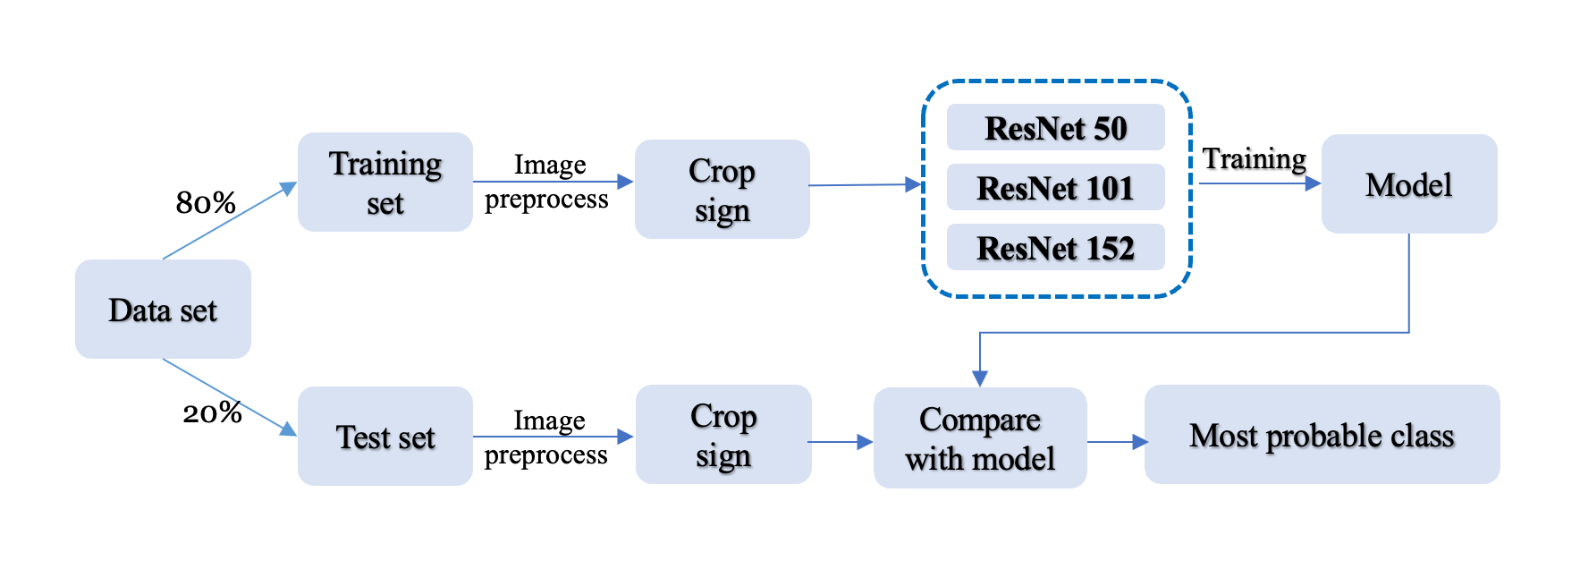 80%
Training
set
Image
preprocess
Crop
sign
ResNet 50
ResNet 101
ResNet 152
Training
Model
Data set
20%
Test set
Image
preprocess
Crop
sign
Compare
with model
Most probable class